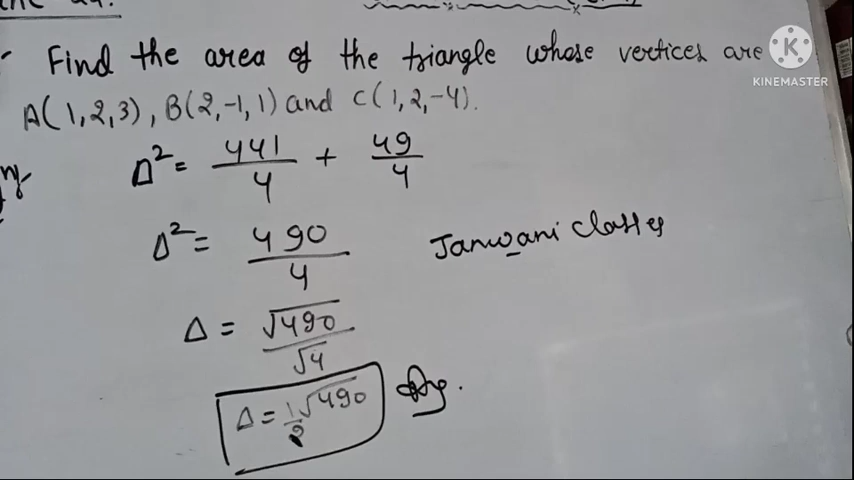 Find the area of the triangle whose vertices are
A(1,2,3), B(2,-1,1) and C(1,2,-4).
Δ² = 441/4 + 49/4
Δ² = 490/4
Janwani classes
Δ = √490/√4
Δ = 1/2 √490 Ans.
K
KINEMASTER